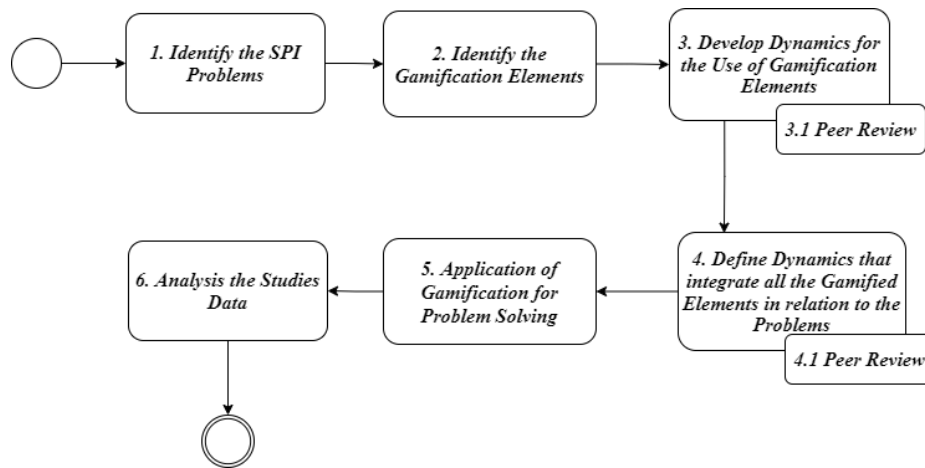 1. Identify the SPI
Problems
2. Identify the
Gamification Elements
3. Develop Dynamics for
the Use of Gamification
Elements
3.1 Peer Review
4. Define Dynamics that
integrate all the Gamified
Elements in relation to the
Problems
4.1 Peer Review
5. Application of
Gamification for
Problem Solving
6. Analysis the Studies
Data